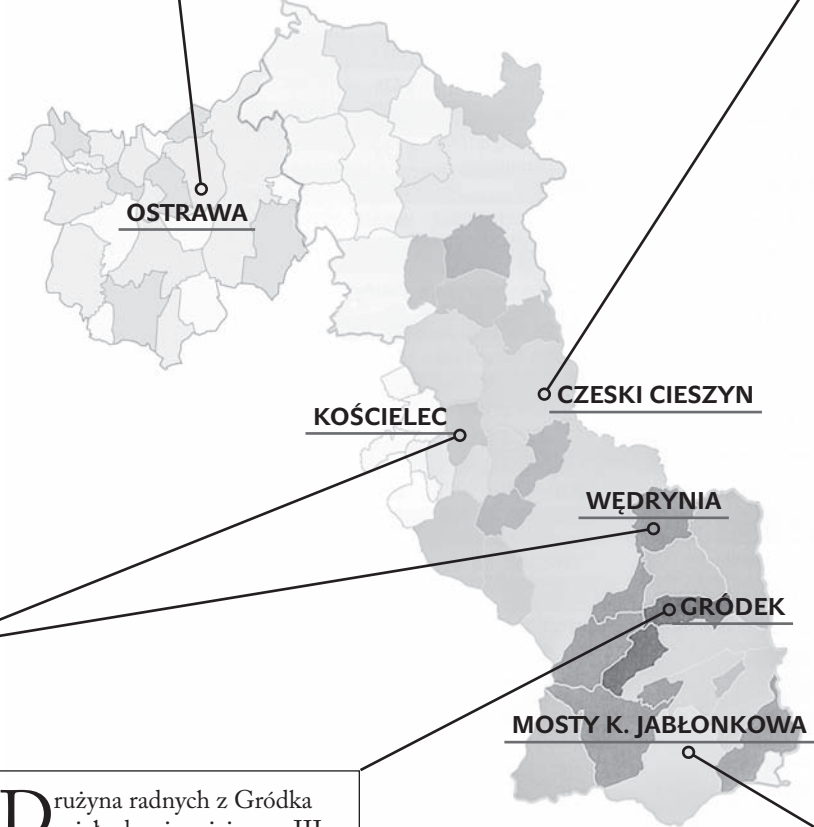 OSTRAWA
CZESKI CIESZYN
KOŚCIELEC
WĘDRYNIA
GRÓDEK
MOSTY K. JABŁONKOWA
Drużyna radnych z Gródka